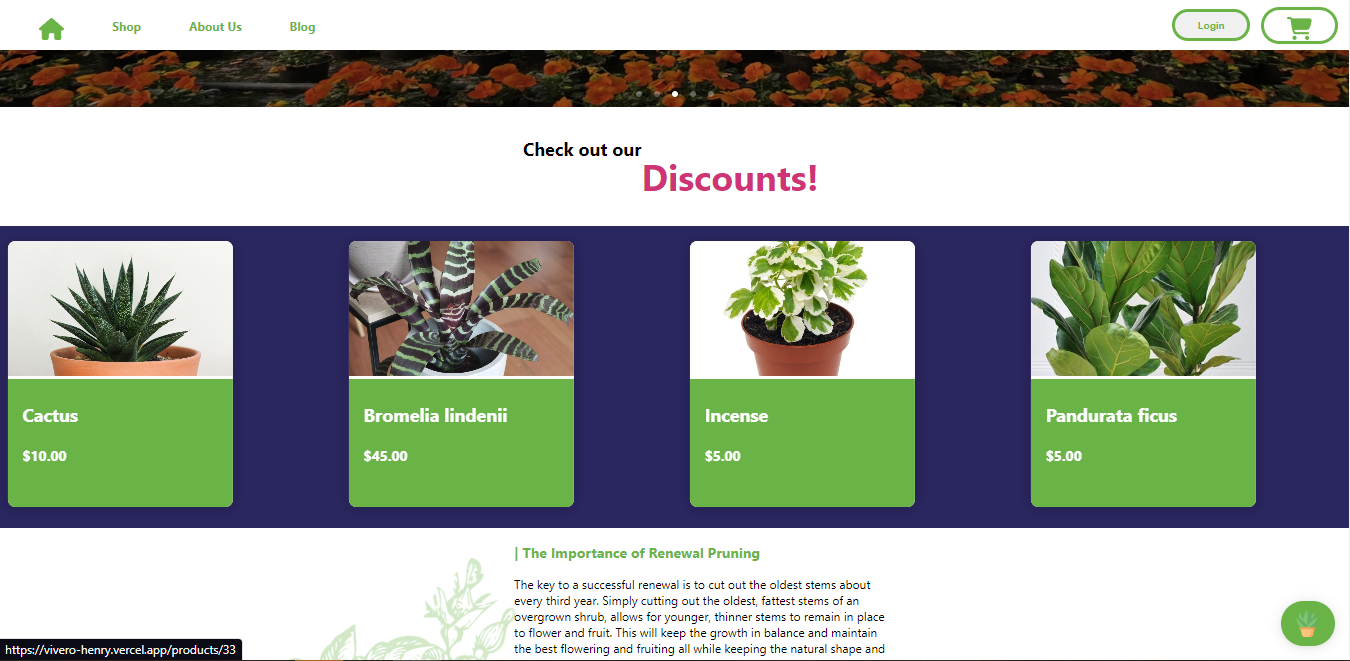 Shop
About Us
Blog
Login
Check out our
Discounts!
Cactus
$10.00
Bromelia lindenii
$45.00
Incense
$5.00
Pandurata ficus
$5.00
| The Importance of Renewal Pruning
The key to a successful renewal is to cut out the oldest stems about
every third year. Simply cutting out the oldest, fattest stems of an
overgrown shrub, allows for younger, thinner stems to remain in place
to flower and fruit. This will keep the growth in balance and maintain
the best flowering and fruiting all while keeping the natural shape and
https://vivero-henry.vercel.app/products/33